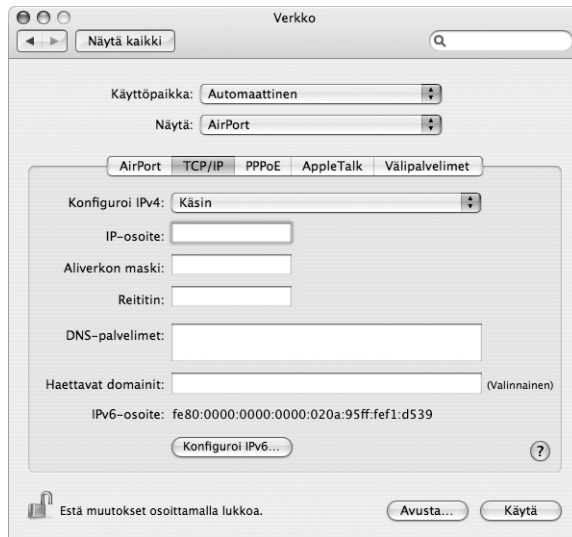 Verkko
Näytä kaikki
Käyttöpaikka: Automaattinen
Näytä: AirPort
AirPort TCP/IP PPPoE AppleTalk Välipalvelimet
Konfiguroi IPv4: Käsin
IP-osoite:
Aliverkon maski:
Reititin:
DNS-palvelimet:
Haettavat domainit: (Valinnainen)
IPv6-osoite: fe80:0000:0000:0000:020a:95ff:fef1:d539
Konfiguroi IPv6... ?
Estä muutokset osoittamalla lukkoa. Avusta... Käytä